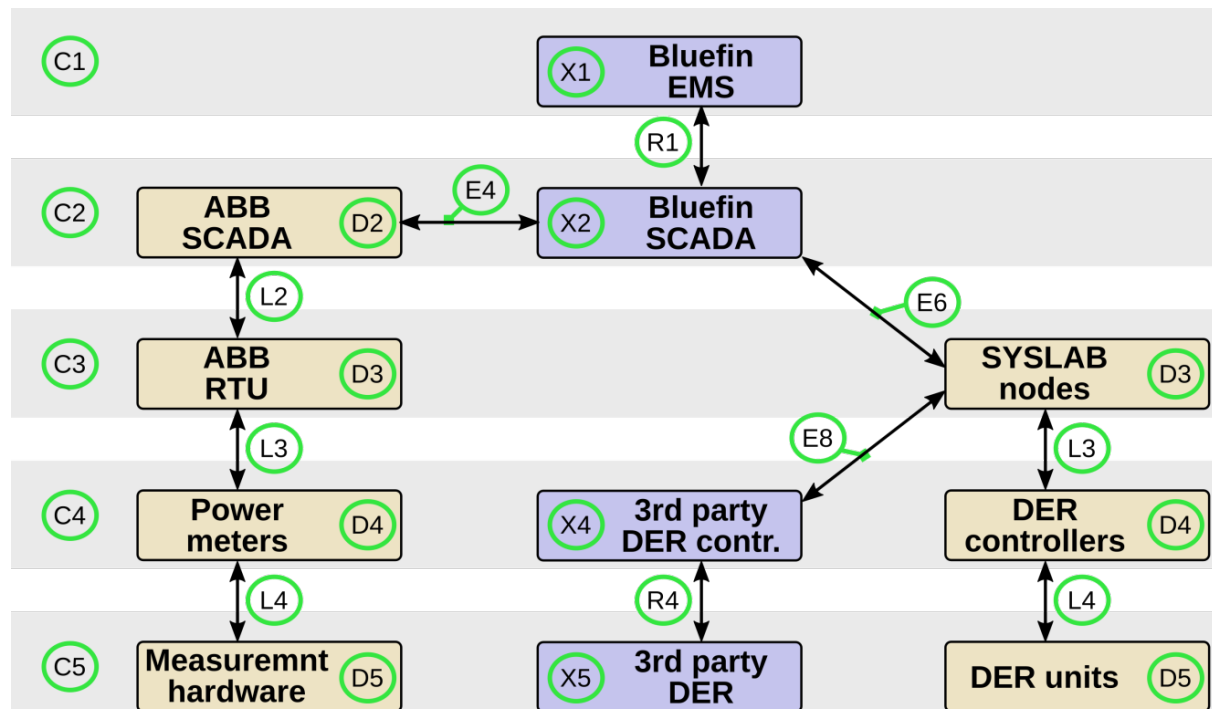 C1
X1
Bluefin
EMS
R1
C2
ABB
SCADA
D2
E4
X2
Bluefin
SCADA
L2
E6
C3
ABB
RTU
D3
SYSLAB
nodes
D3
L3
E8
L3
C4
Power
meters
D4
X4
3rd party
DER contr.
DER
controllers
D4
L4
R4
L4
C5
Measuremnt
hardware
D5
X5
3rd party
DER
DER units
D5